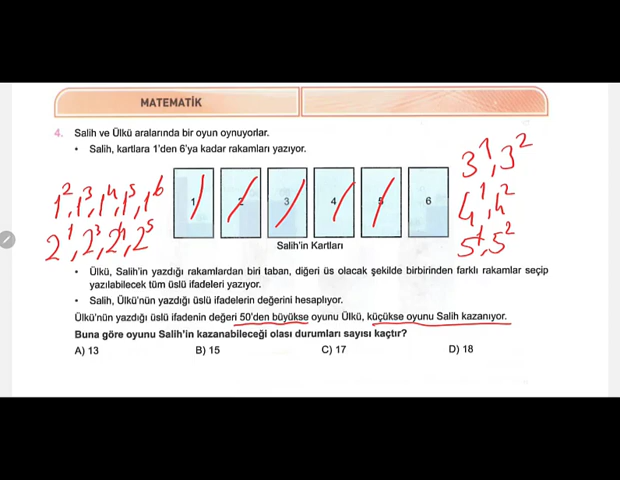 MATEMATİK
4. Salih ve Ülkü aralarında bir oyun oynuyorlar.
• Salih, kartlara 1'den 6'ya kadar rakamları yazıyor.
1², 1³, 1⁴, 1⁵, 1⁶
2¹, 2³, 2⁴, 2⁵
1 2 3 4 5 6
3¹, 3²
4¹, 4²
5¹, 5²
Salih'in Kartları
• Ülkü, Salih'in yazdığı rakamlardan biri taban, diğeri üs olacak şekilde birbirinden farklı rakamlar seçip
yazılabilecek tüm üslü ifadeleri yazıyor.
• Salih, Ülkü'nün yazdığı üslü ifadelerin değerini hesaplıyor.
Ülkü'nün yazdığı üslü ifadenin değeri 50'den büyükse oyunu Ülkü, küçükse oyunu Salih kazanıyor.
Buna göre oyunu Salih'in kazanabileceği olası durumları sayısı kaçtır?
A) 13 B) 15 C) 17 D) 18